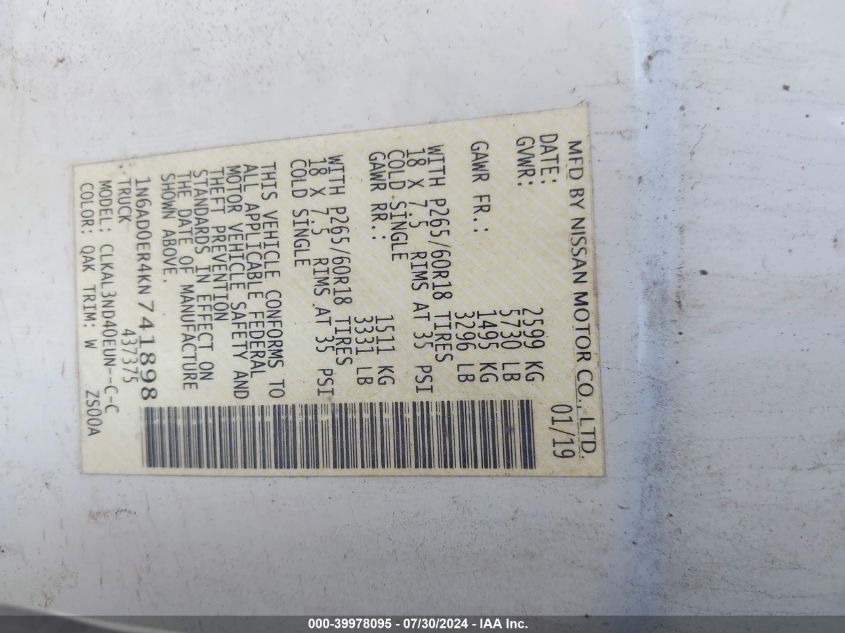 MFD BY NISSAN MOTOR CO., LTD.
DATE: 01/19
GVWR: 2599 KG
5730 LB
GAWR FR.: 1495 KG
3296 LB
WITH P265/60R18 TIRES
18 X 7.5 RIMS AT 35 PSI
COLD SINGLE
GAWR RR.: 1511 KG
3331 LB
WITH P265/60R18 TIRES
18 X 7.5 RIMS AT 35 PSI
COLD SINGLE
THIS VEHICLE CONFORMS TO
ALL APPLICABLE FEDERAL
MOTOR VEHICLE SAFETY AND
THEFT PREVENTION
STANDARDS IN EFFECT ON
THE DATE OF MANUFACTURE
SHOWN ABOVE.
1N6AD0ER4KN741898
TRUCK 437375
MODEL: CLKAL3ND40EUN--C-C
COLOR: QAK TRIM: W ZS00A
000-39978095 / 07/30/2024 - IAA Inc.